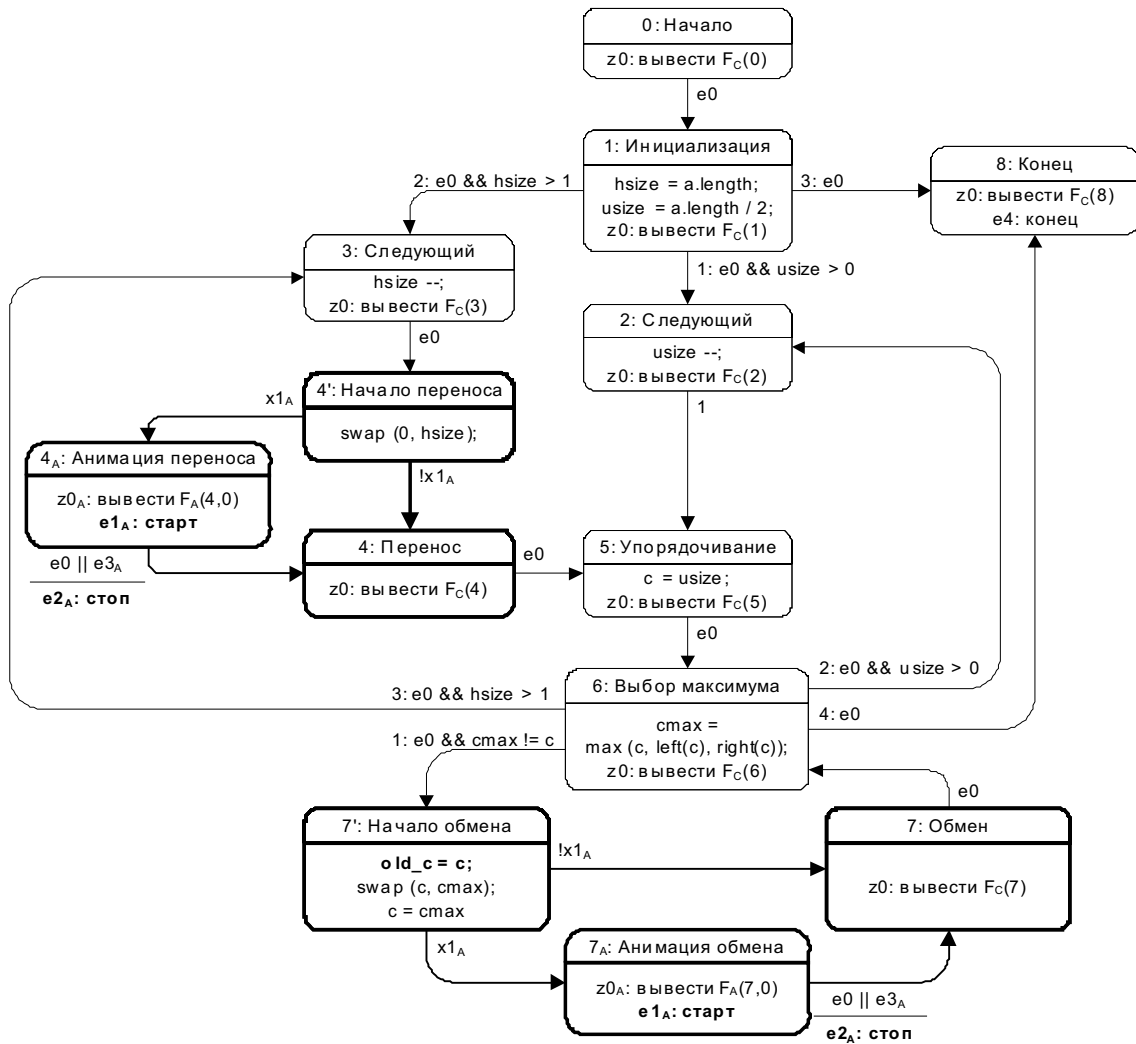 0: Начало
z0: вывести FC(0)
e0
1: Инициализация
hsize = a.length;
usize = a.length / 2;
z0: вывести FC(1)
2: e0 && hsize > 1
3: e0
8: Конец
z0: вывести FC(8)
e4: конец
1: e0 && usize > 0
3: Следующий
hsize --;
z0: вывести FC(3)
e0
2: Следующий
usize --;
z0: вывести FC(2)
1
4': Начало переноса
swap (0, hsize);
x1A
!x1A
4A: Анимация переноса
z0A: вывести FA(4,0)
e1A: старт
e0 || e3A
e2A: стоп
4: Перенос
z0: вывести FC(4)
e0
5: Упорядочивание
c = usize;
z0: вывести FC(5)
e0
6: Выбор максимума
cmax =
max (c, left(c), right(c));
z0: вывести FC(6)
2: e0 && usize > 0
3: e0 && hsize > 1
4: e0
1: e0 && cmax != c
7': Начало обмена
old_c = c;
swap (c, cmax);
c = cmax
!x1A
x1A
e0
7: Обмен
z0: вывести FC(7)
7A: Анимация обмена
z0A: вывести FA(7,0)
e1A: старт
e0 || e3A
e2A: стоп